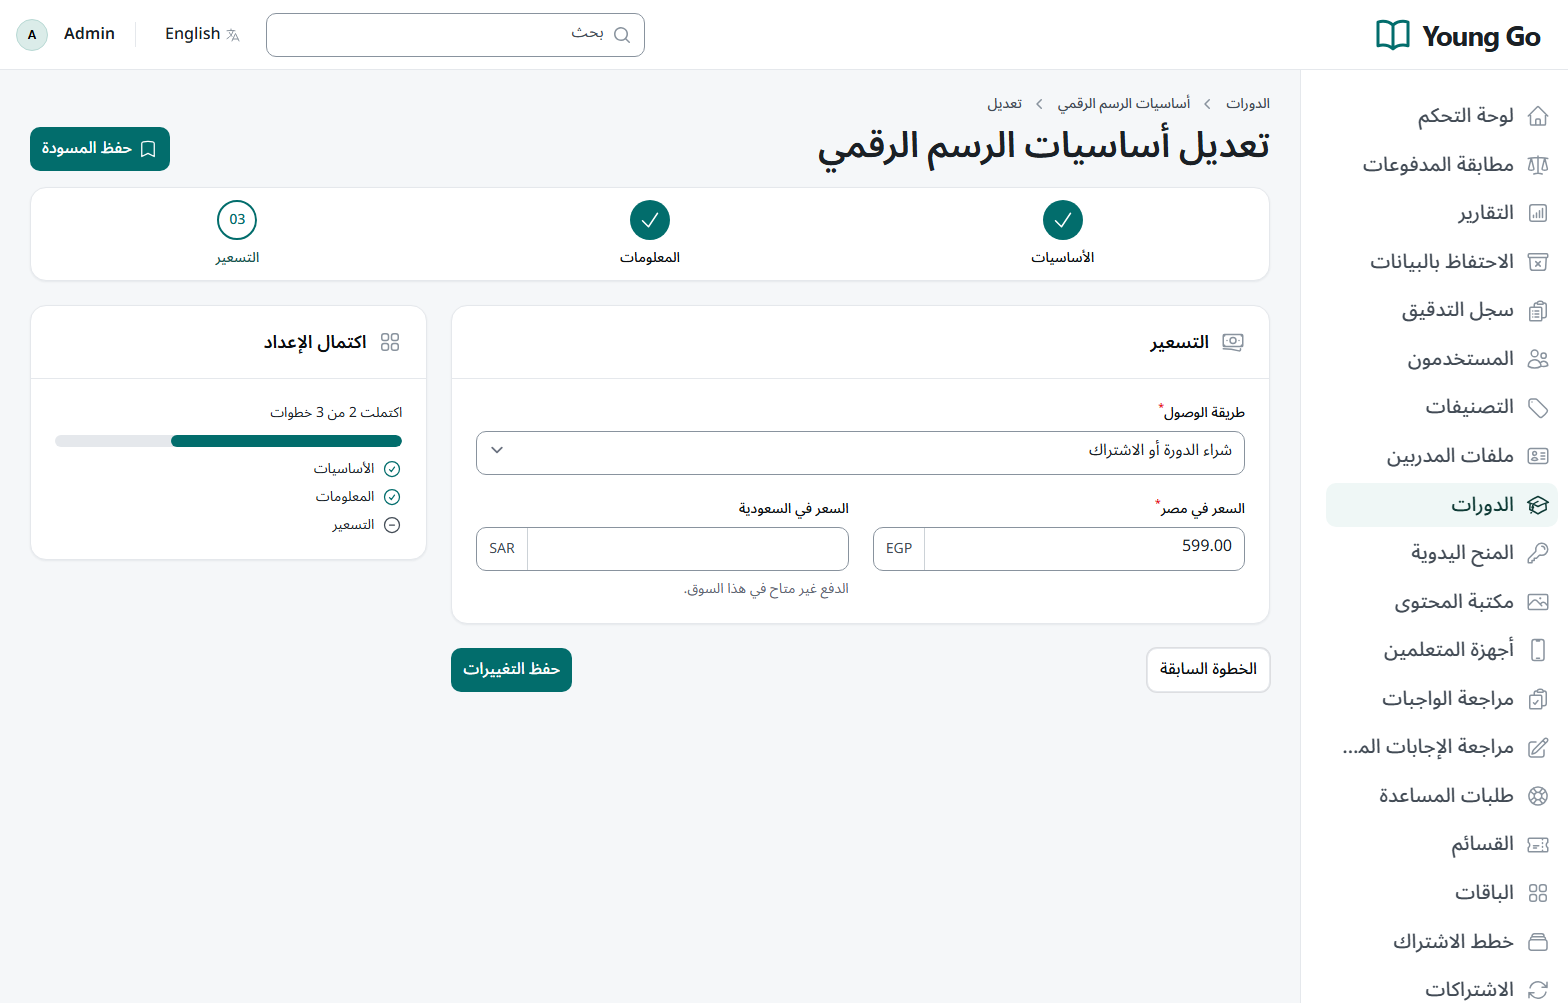 Young Go
بحث
English
Admin
A
لوحة التحكم
مطابقة المدفوعات
التقارير
الاحتفاظ بالبيانات
سجل التدقيق
المستخدمون
التصنيفات
ملفات المدربين
الدورات
المنح اليدوية
مكتبة المحتوى
أجهزة المتعلمين
مراجعة الواجبات
مراجعة الإجابات الم...
طلبات المساعدة
القسائم
الباقات
خطط الاشتراك
الاشتراكات
الدورات
أساسيات الرسم الرقمي
تعديل
تعديل أساسيات الرسم الرقمي
حفظ المسودة
الأساسيات
المعلومات
03
التسعير
التسعير
طريقة الوصول*
شراء الدورة أو الاشتراك
السعر في مصر*
599.00
EGP
السعر في السعودية
SAR
الدفع غير متاح في هذا السوق.
الخطوة السابقة
حفظ التغييرات
اكتمال الإعداد
اكتملت 2 من 3 خطوات
الأساسيات
المعلومات
التسعير